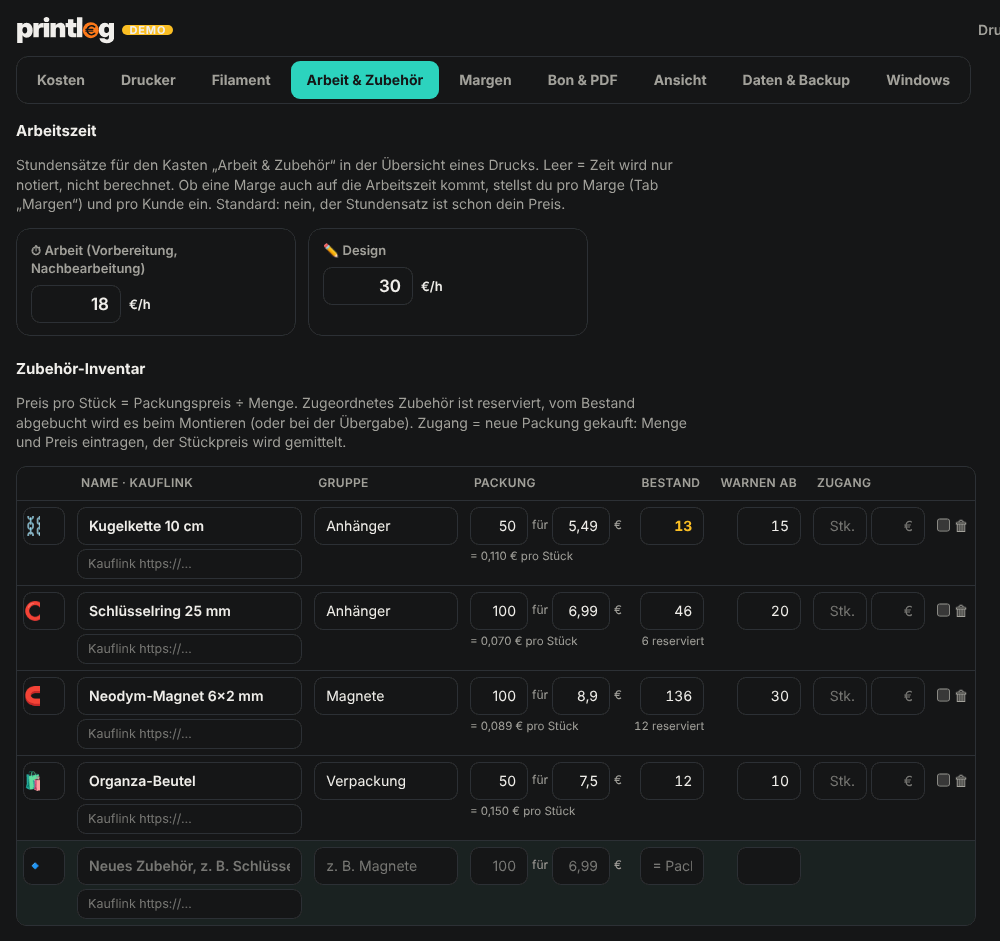 printlog DEMO
Dru
Kosten Drucker Filament Arbeit & Zubehör Margen Bon & PDF Ansicht Daten & Backup Windows
Arbeitszeit
Stundensätze für den Kasten „Arbeit & Zubehör“ in der Übersicht eines Drucks. Leer = Zeit wird nur
notiert, nicht berechnet. Ob eine Marge auch auf die Arbeitszeit kommt, stellst du pro Marge (Tab
„Margen“) und pro Kunde ein. Standard: nein, der Stundensatz ist schon dein Preis.
Arbeit (Vorbereitung,
Nachbearbeitung)
18 €/h
Design
30 €/h
Zubehör-Inventar
Preis pro Stück = Packungspreis ÷ Menge. Zugeordnetes Zubehör ist reserviert, vom Bestand
abgebucht wird es beim Montieren (oder bei der Übergabe). Zugang = neue Packung gekauft: Menge
und Preis eintragen, der Stückpreis wird gemittelt.
NAME · KAUFLINK GRUPPE PACKUNG BESTAND WARNEN AB ZUGANG
Kugelkette 10 cm Anhänger 50 für 5,49 € 13 15 Stk. €
Kauflink https://... = 0,110 € pro Stück
Schlüsselring 25 mm Anhänger 100 für 6,99 € 46 20 Stk. €
Kauflink https://... = 0,070 € pro Stück 6 reserviert
Neodym-Magnet 6×2 mm Magnete 100 für 8,9 € 136 30 Stk. €
Kauflink https://... = 0,089 € pro Stück 12 reserviert
Organza-Beutel Verpackung 50 für 7,5 € 12 10 Stk. €
Kauflink https://... = 0,150 € pro Stück
Neues Zubehör, z. B. Schlüsse z. B. Magnete 100 für 6,99 € = Pacl
Kauflink https://...